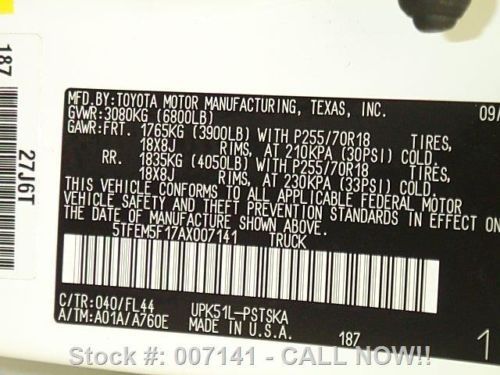 187
27J6T
MFD.BY: TOYOTA MOTOR MANUFACTURING, TEXAS, INC. 09/
GVWR: 3080KG (6800LB)
GAWR: FRT. 1765KG (3900LB) WITH P255/70R18 TIRES,
18X8J RIMS, AT 210KPA (30PSI) COLD.
RR. 1835KG (4050LB) WITH P255/70R18 TIRES,
18X8J RIMS, AT 230KPA (33PSI) COLD.
THIS VEHICLE CONFORMS TO ALL APPLICABLE FEDERAL MOTOR
VEHICLE SAFETY AND STANDARDS IN EFFECT ON
THE DATE OF MANUFACTURE SHOWN ABOVE.
5TFEM5F17AX007141 TRUCK
C/TR: 040/FL44 UPK51L-PSTSKA
A/TM: A01A/A760E MADE IN U.S.A. 187
1
Stock #: 007141 - CALL NOW!!